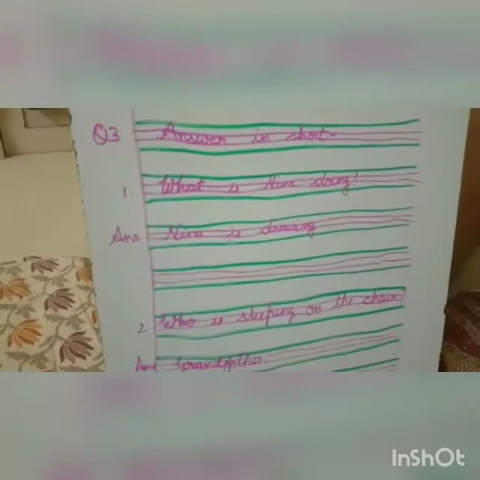 Q3 Answer in short-
1. What is Nina doing?
Ans Nina is drawing.
2. Who is sleeping on the chair
Ans Grandfather.
InShOt